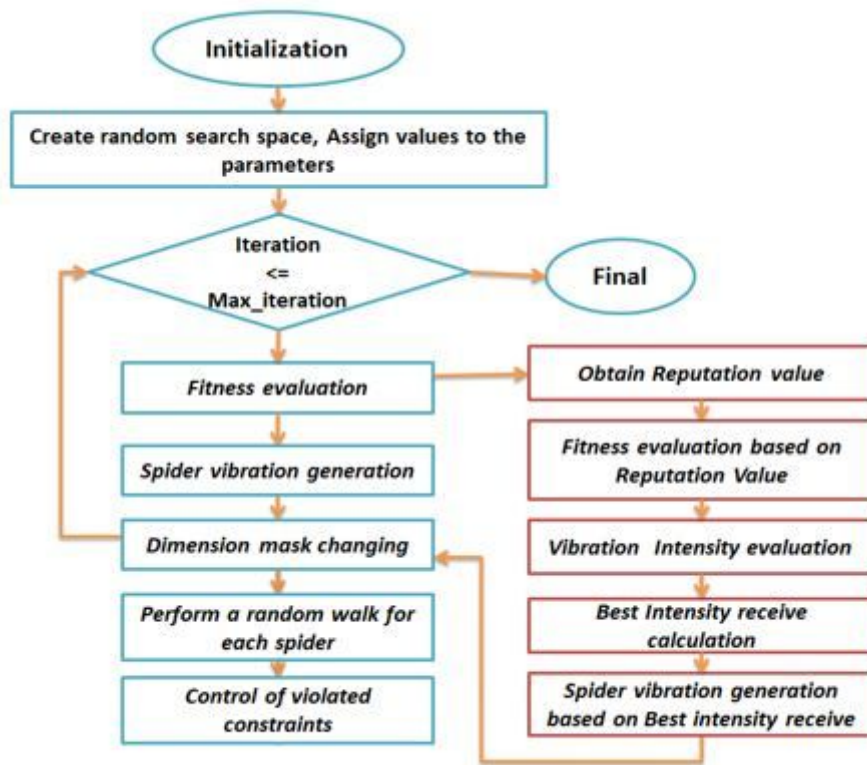 Initialization
Create random search space, Assign values to the
parameters
Iteration
<=
Max_iteration
Final
Fitness evaluation
Spider vibration generation
Dimension mask changing
Perform a random walk for
each spider
Control of violated
constraints
Obtain Reputation value
Fitness evaluation based on
Reputation Value
Vibration Intensity evaluation
Best Intensity receive
calculation
Spider vibration generation
based on Best intensity receive